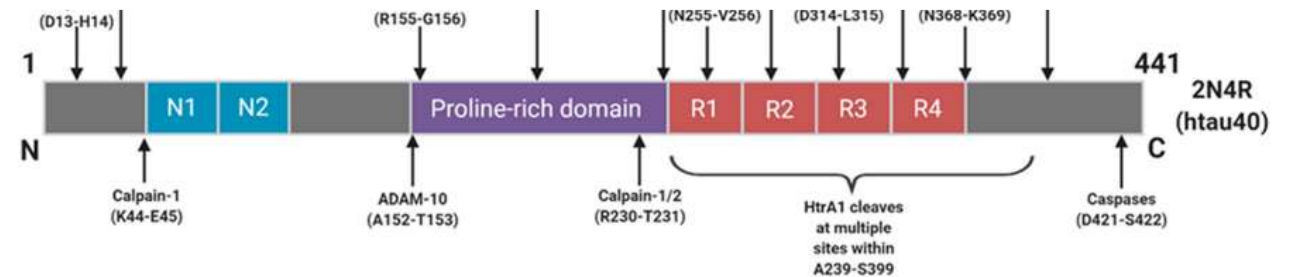 (D13-H14)
(R155-G156)
(N255-V256)
(D314-L315)
(N368-K369)
1
441
N1
N2
Proline-rich domain
R1
R2
R3
R4
2N4R
(htau40)
N
C
Calpain-1
(K44-E45)
ADAM-10
(A152-T153)
Calpain-1/2
(R230-T231)
HtrA1 cleaves
at multiple
sites within
A239-S399
Caspases
(D421-S422)